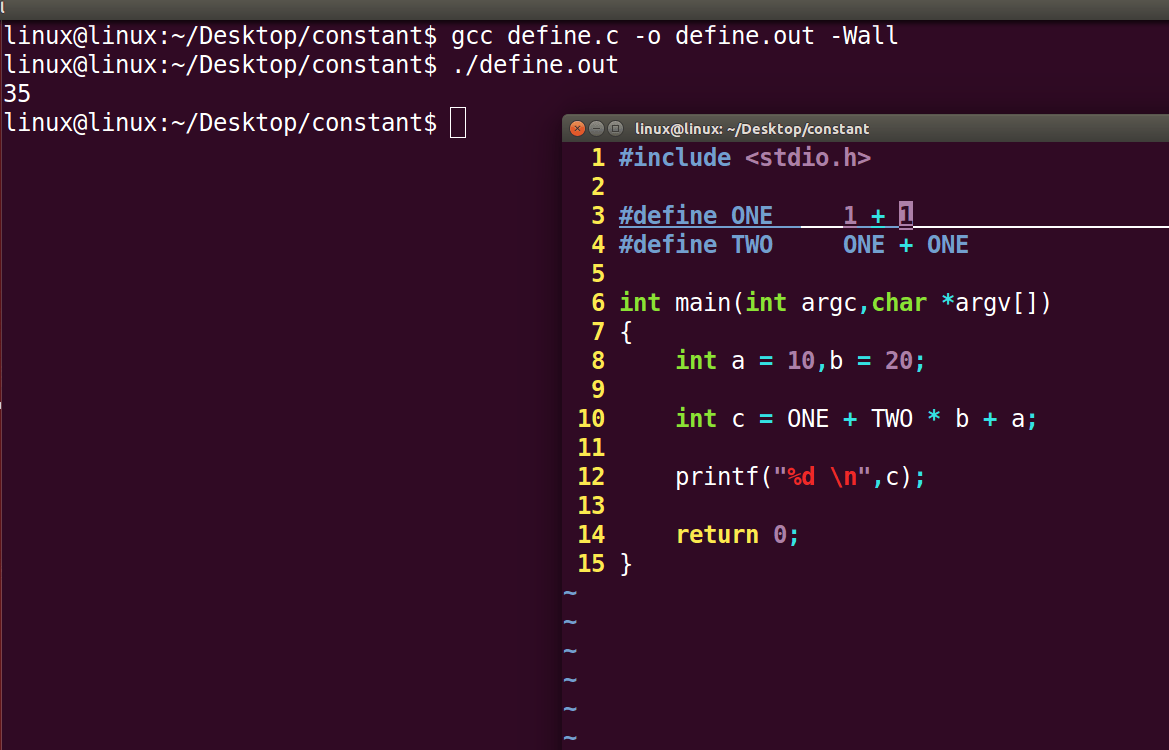 linux@linux:~/Desktop/constant$ gcc define.c -o define.out -Wall
linux@linux:~/Desktop/constant$ ./define.out
35
linux@linux:~/Desktop/constant$
linux@linux: ~/Desktop/constant
1 #include <stdio.h>
2
3 #define ONE     1 + 1
4 #define TWO     ONE + ONE
5
6 int main(int argc,char *argv[])
7 {
8     int a = 10,b = 20;
9
10     int c = ONE + TWO * b + a;
11
12     printf("%d \n",c);
13
14     return 0;
15 }
~
~
~
~
~
~